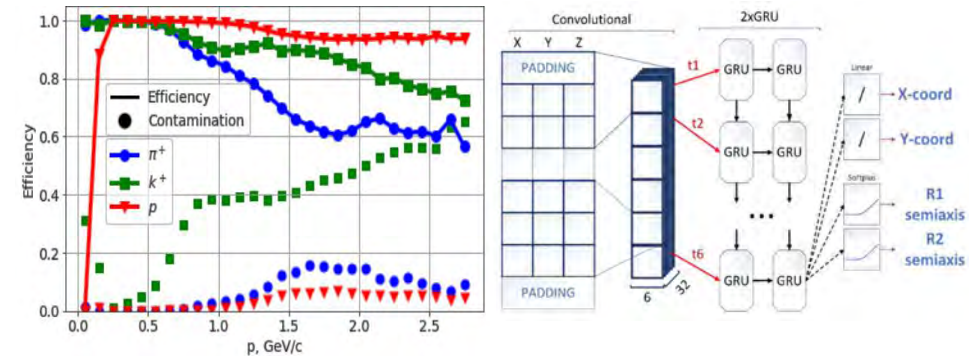 Efficiency
1.0
0.8
0.6
0.4
0.2
0.0
Efficiency
Contamination
π+
k+
p
0.0 0.5 1.0 1.5 2.0 2.5
p, GeV/c
Convolutional
X Y Z
PADDING
PADDING
6
32
2xGRU
t1
t2
t6
GRU GRU
GRU GRU
...
GRU GRU
Linear
/
X-coord
/
Y-coord
Softplus
R1
semiaxis
R2
semiaxis